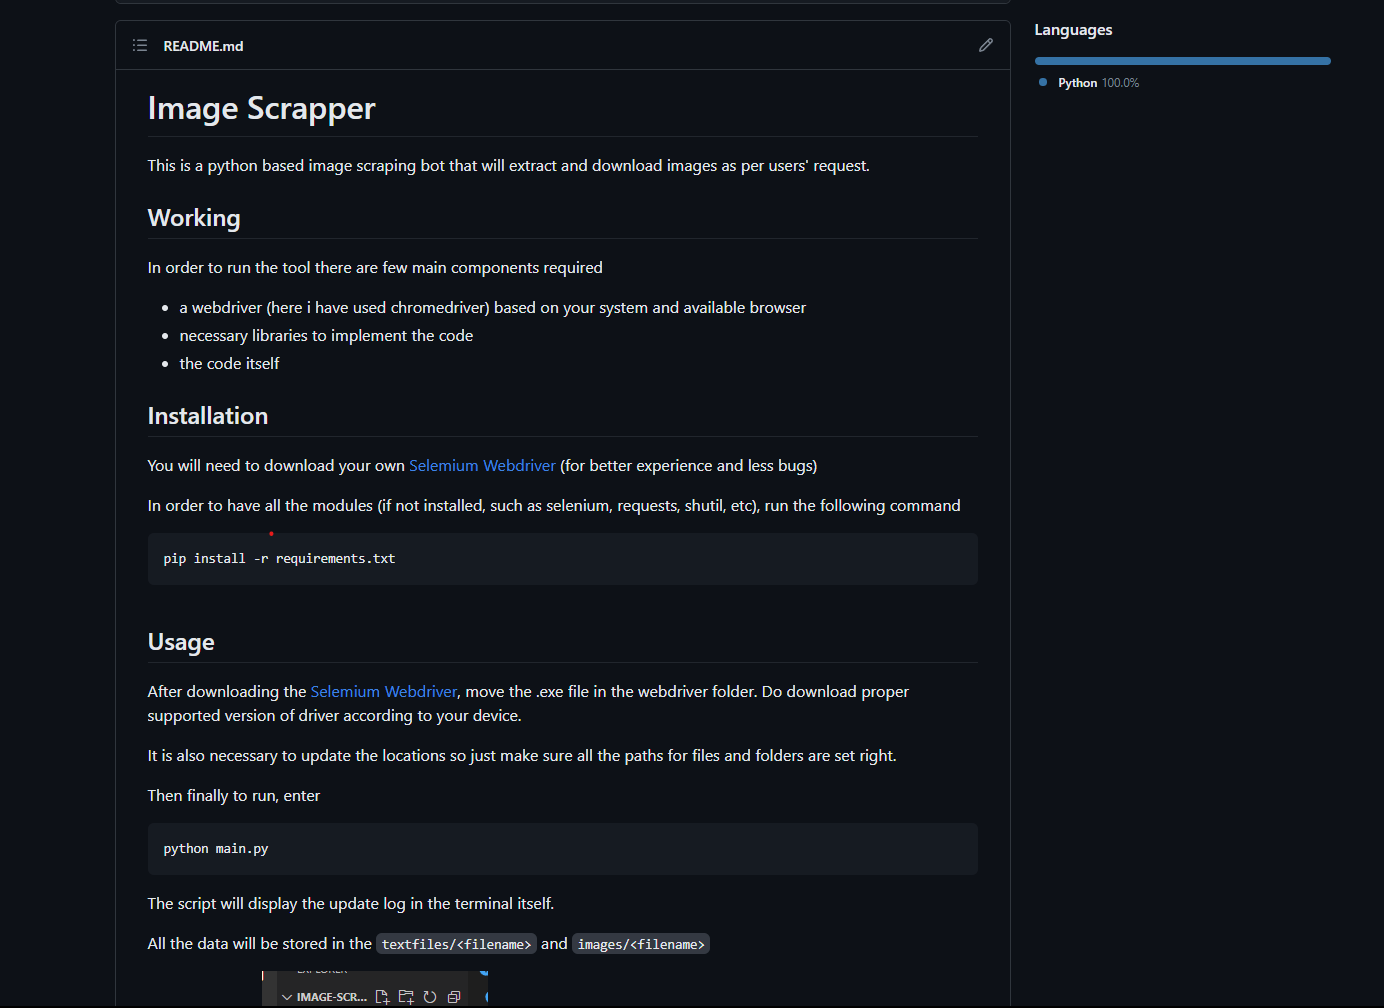 README.md
Image Scrapper
This is a python based image scraping bot that will extract and download images as per users' request.
Working
In order to run the tool there are few main components required
a webdriver (here i have used chromedriver) based on your system and available browser
necessary libraries to implement the code
the code itself
Installation
You will need to download your own Selemium Webdriver (for better experience and less bugs)
In order to have all the modules (if not installed, such as selenium, requests, shutil, etc), run the following command
pip install -r requirements.txt
Usage
After downloading the Selemium Webdriver, move the .exe file in the webdriver folder. Do download proper
supported version of driver according to your device.
It is also necessary to update the locations so just make sure all the paths for files and folders are set right.
Then finally to run, enter
python main.py
The script will display the update log in the terminal itself.
All the data will be stored in the textfiles/<filename> and images/<filename>
IMAGE-SCR...
Languages
Python 100.0%